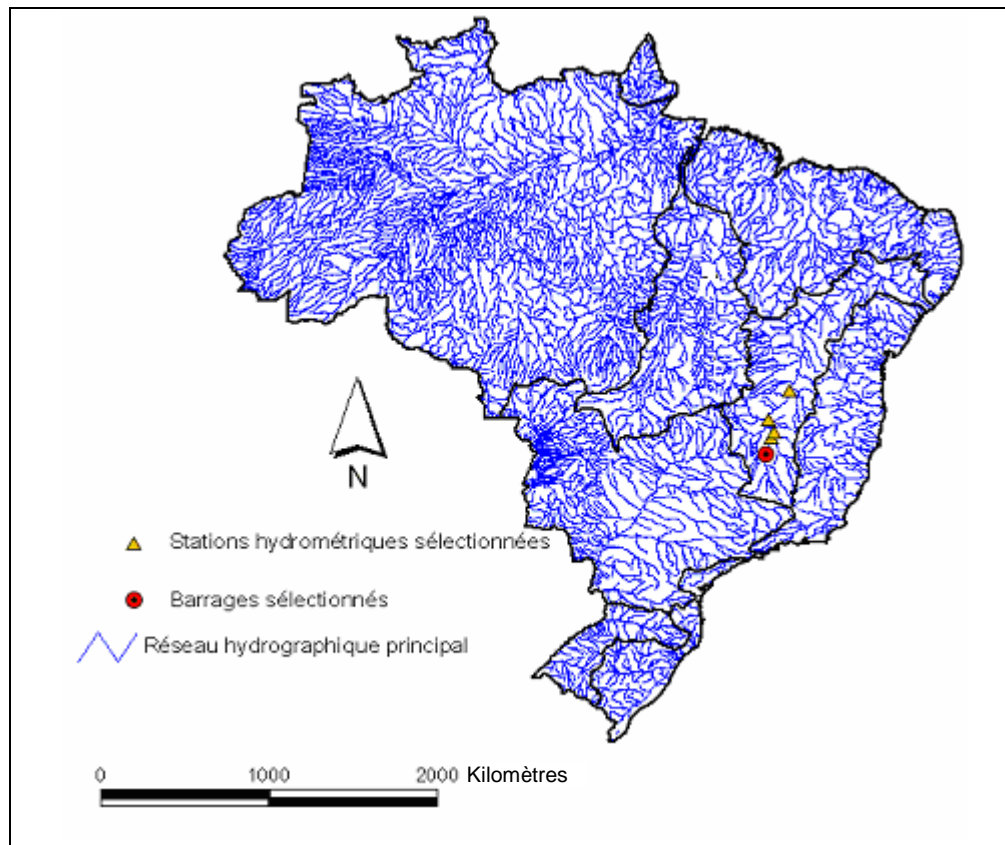 N
Stations hydrométriques sélectionnées
Barrages sélectionnés
Réseau hydrographique principal
0 1000 2000 Kilomètres